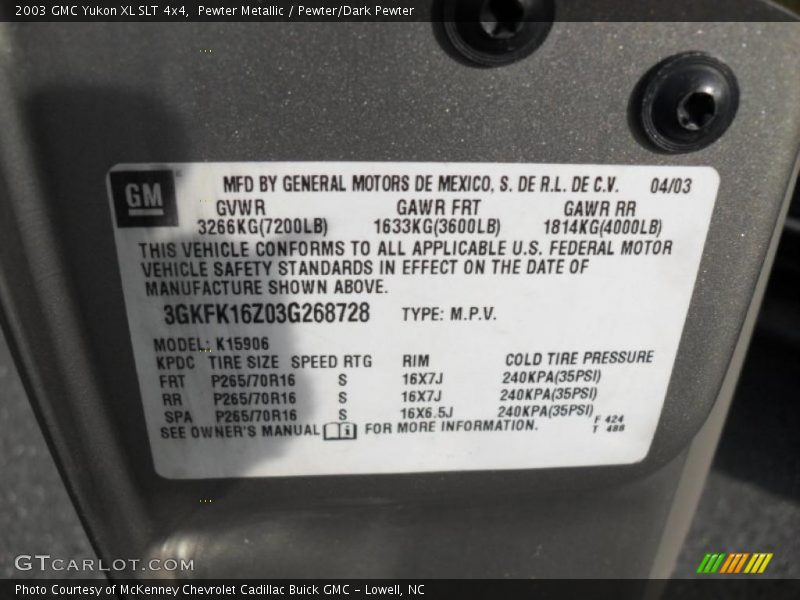 2003 GMC Yukon XL SLT 4x4, Pewter Metallic / Pewter/Dark Pewter
GM
MFD BY GENERAL MOTORS DE MEXICO, S. DE R.L. DE C.V. 04/03
GVWR GAWR FRT GAWR RR
3266KG(7200LB) 1633KG(3600LB) 1814KG(4000LB)
THIS VEHICLE CONFORMS TO ALL APPLICABLE U.S. FEDERAL MOTOR
VEHICLE SAFETY STANDARDS IN EFFECT ON THE DATE OF
MANUFACTURE SHOWN ABOVE.
3GKFK16Z03G268728 TYPE: M.P.V.
MODEL: K15906
KPDC TIRE SIZE SPEED RTG RIM COLD TIRE PRESSURE
FRT P265/70R16 S 16X7J 240KPA(35PSI)
RR P265/70R16 S 16X7J 240KPA(35PSI)
SPA P265/70R16 S 16X6.5J 240KPA(35PSI)
SEE OWNER'S MANUAL i FOR MORE INFORMATION.
F 424
T 488
GTCARLOT.COM
Photo Courtesy of McKenney Chevrolet Cadillac Buick GMC - Lowell, NC